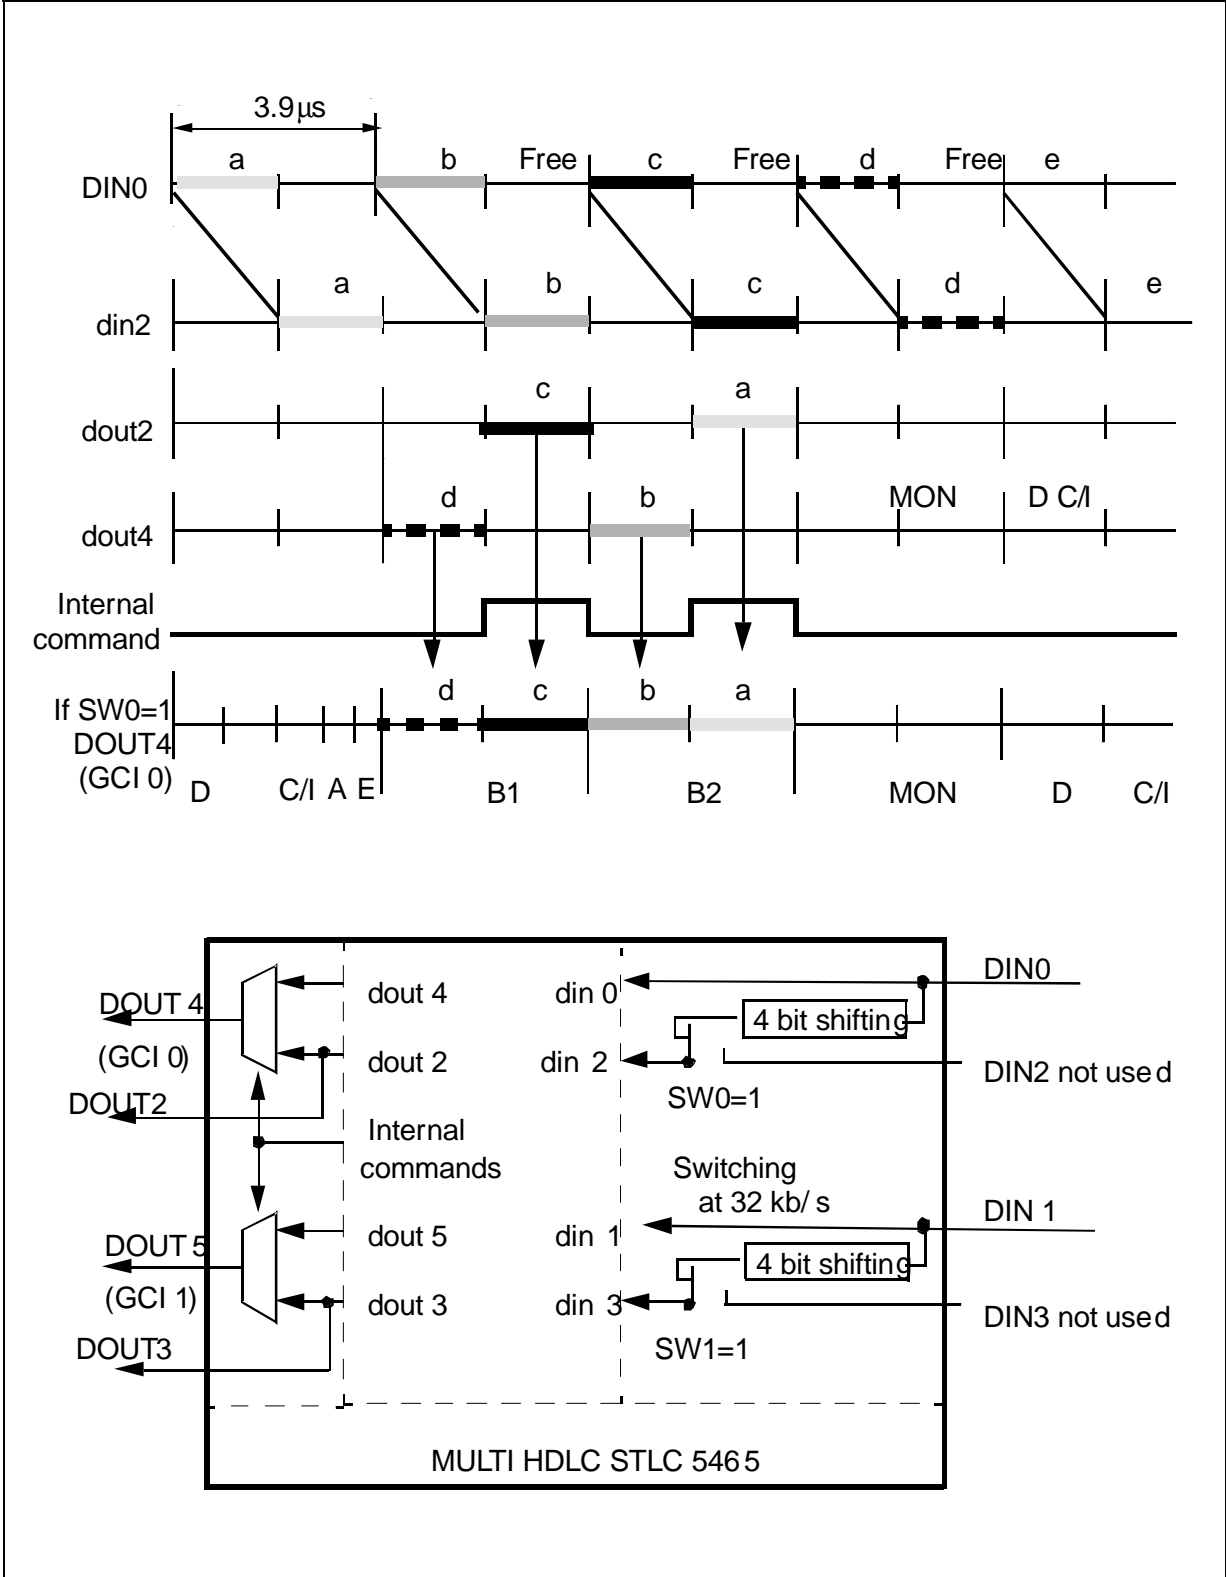 3.9µs
a b Free c Free d Free e
DIN0
a b c d e
din2
c a
dout2
d b MON D C/I
dout4
Internal
command
d c b a
If SW0=1
DOUT4
(GCI 0)
D C/I A E B1 B2 MON D C/I
DIN0
dout 4 din 0
DOUT 4
4 bit shifting
(GCI 0)
dout 2 din 2
DIN2 not used
SW0=1
DOUT2
Internal
commands
Switching
at 32 kb/s
DIN 1
dout 5 din 1
DOUT 5
4 bit shifting
(GCI 1)
dout 3 din 3
DIN3 not used
DOUT3
SW1=1
MULTI HDLC STLC 5465